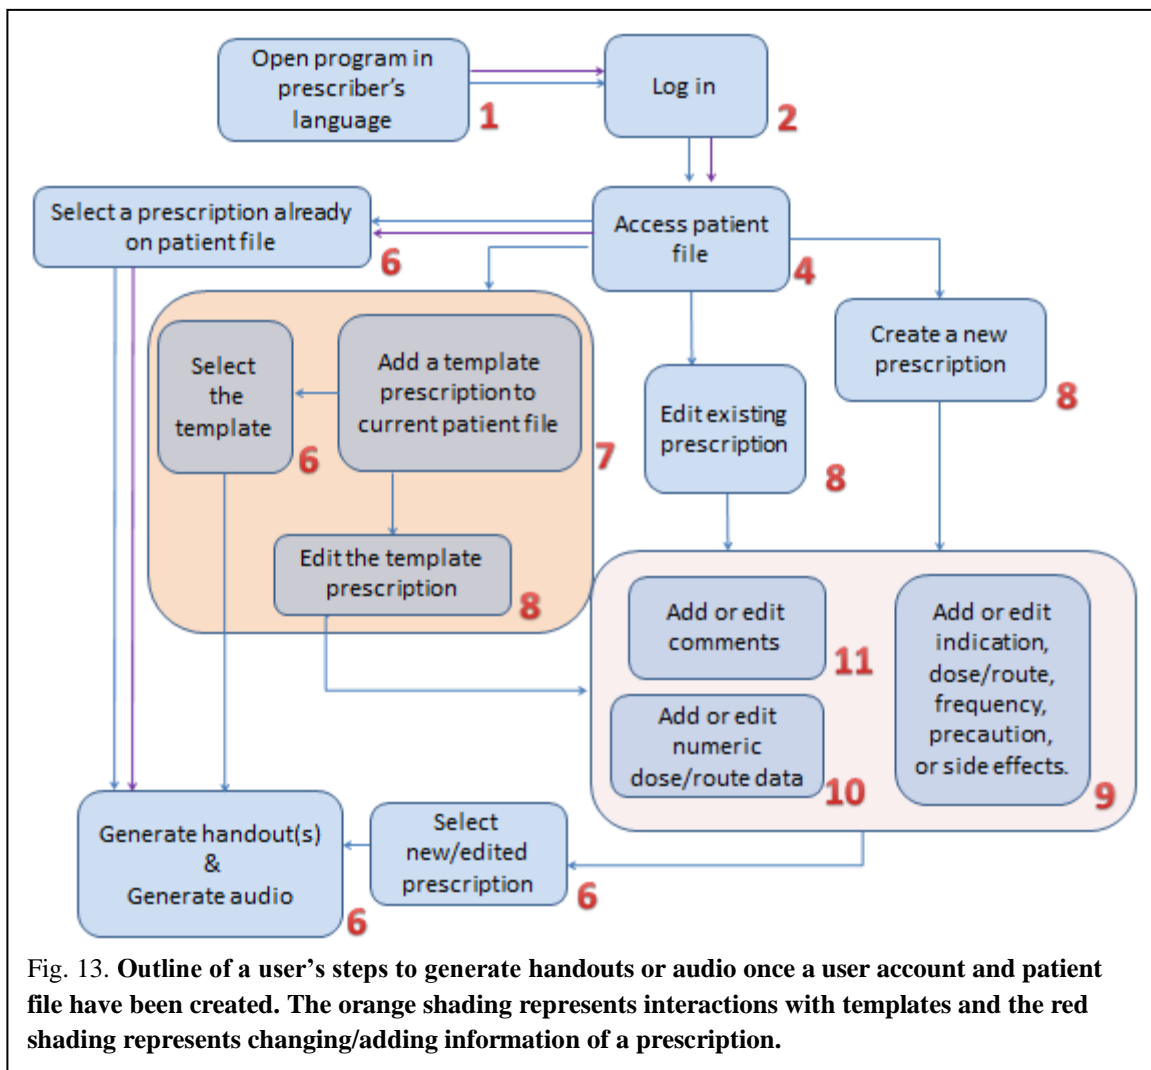 Open program in
prescriber's
language
1
Log in
2
Select a prescription already
on patient file
6
Access patient
file
4
Create a new
prescription
8
Select
the
template
6
Add a template
prescription to
current patient file
7
Edit existing
prescription
8
Edit the template
prescription
8
Add or edit
comments
11
Add or edit
indication,
dose/route,
frequency,
precaution,
or side effects.
9
Add or edit
numeric
dose/route data
10
Generate handout(s)
&
Generate audio
6
Select
new/edited
prescription
6
Fig. 13. Outline of a user's steps to generate handouts or audio once a user account and patient
file have been created. The orange shading represents interactions with templates and the red
shading represents changing/adding information of a prescription.